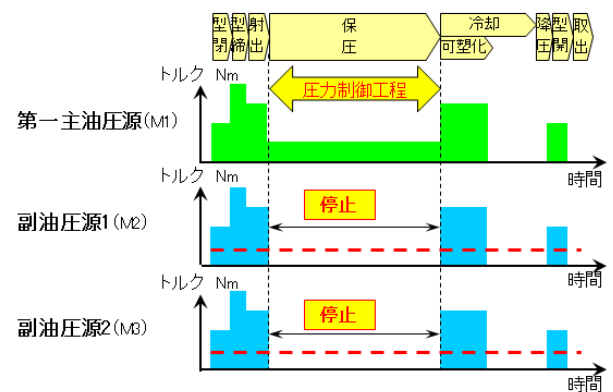 型閉 型締 射出 保圧 冷却 降圧 型開 取出
可塑化
トルク Nm
圧力制御工程
第一主油圧源(M1)
時間
トルク Nm
停止
副油圧源1(M2)
時間
トルク Nm
停止
副油圧源2(M3)
時間